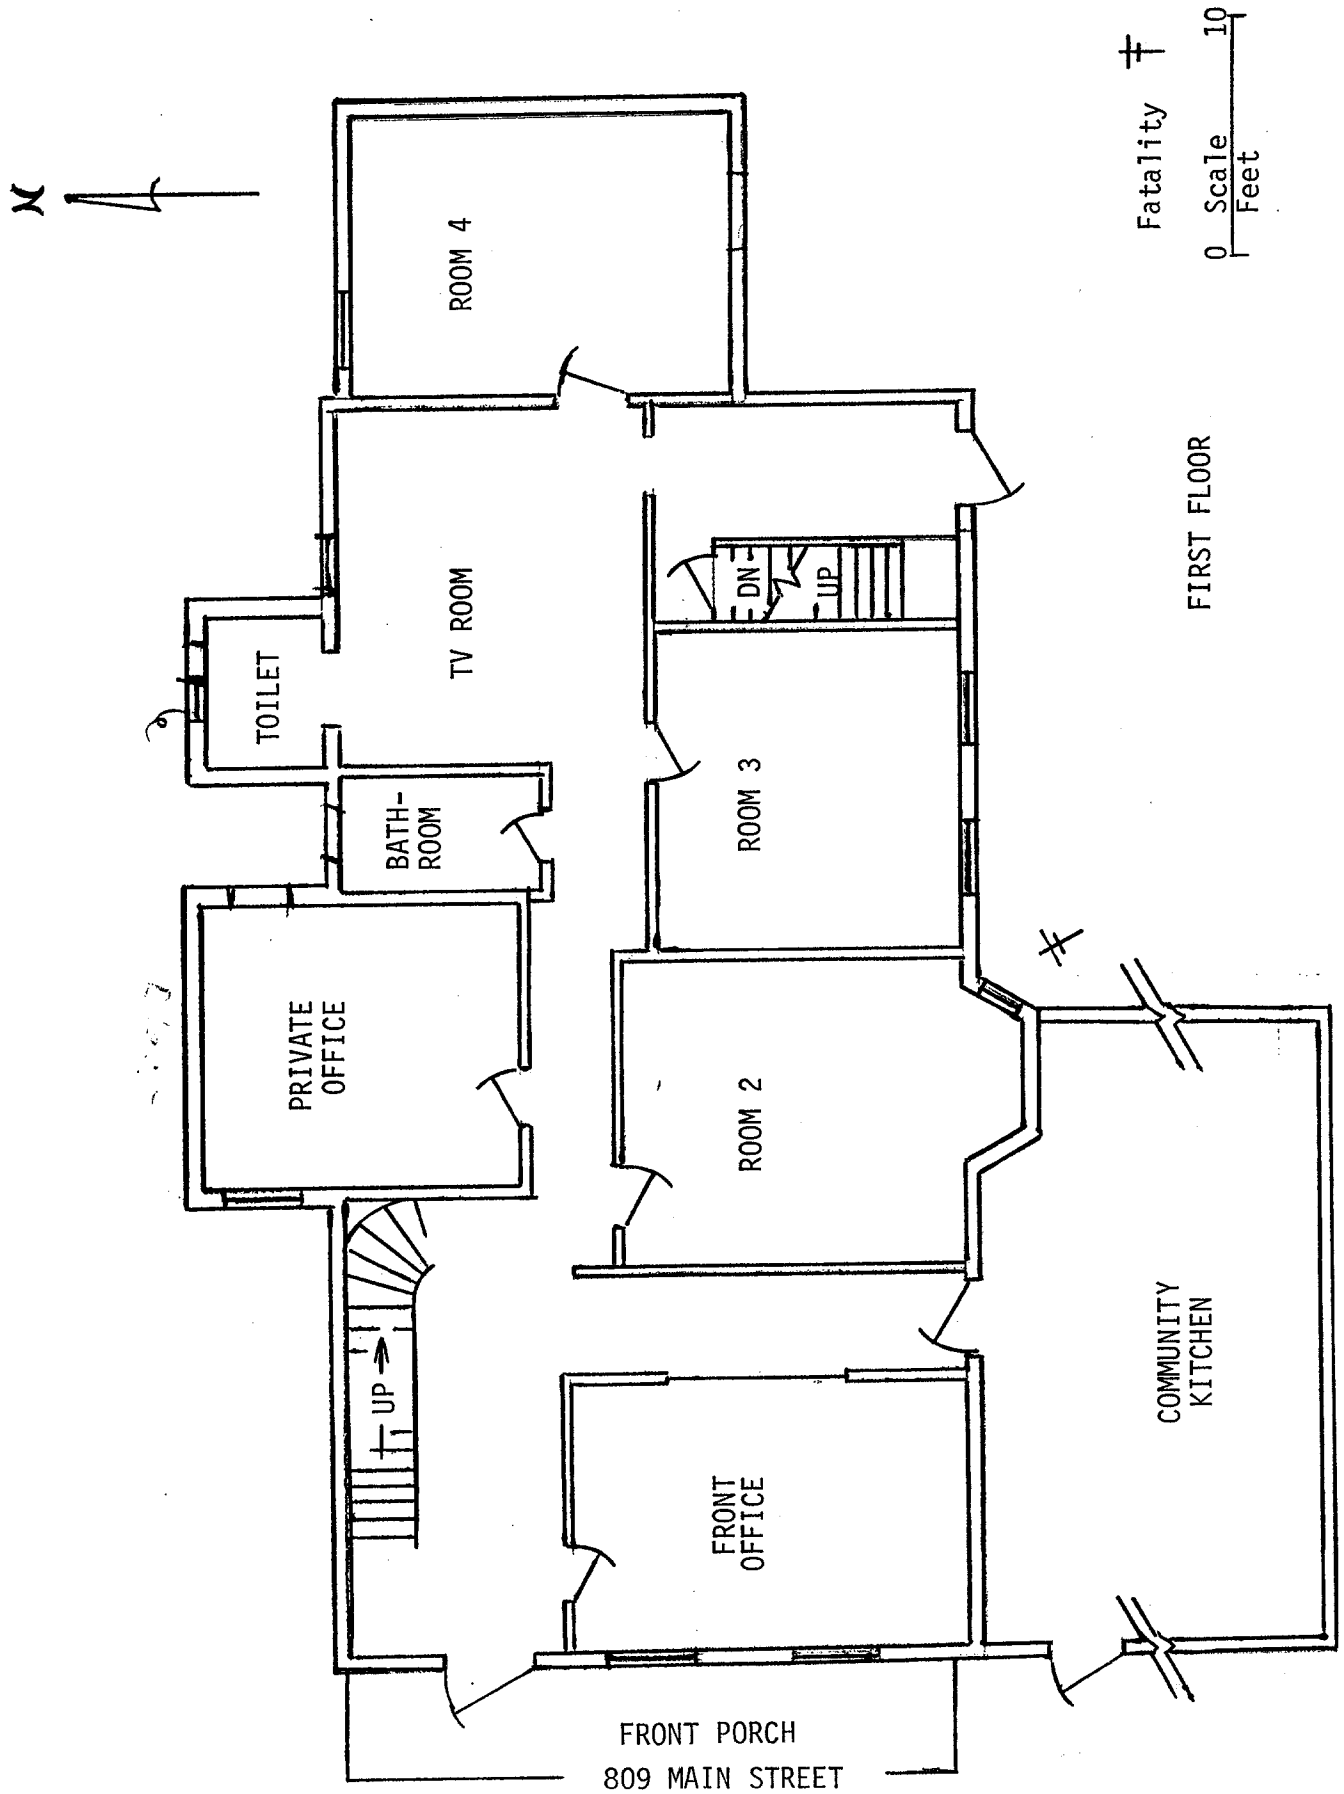 N
Fatality
0 Scale 10
Feet
ROOM 4
TOILET
TV ROOM
DN
UP
FIRST FLOOR
BATH-
ROOM
ROOM 3
PRIVATE
OFFICE
ROOM 2
UP
COMMUNITY
KITCHEN
FRONT
OFFICE
FRONT PORCH
809 MAIN STREET